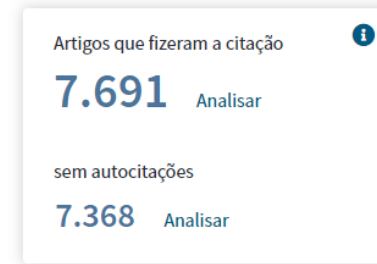 Artigos que fizeram a citação
7.691 Analisar
sem autocitações
7.368 Analisar